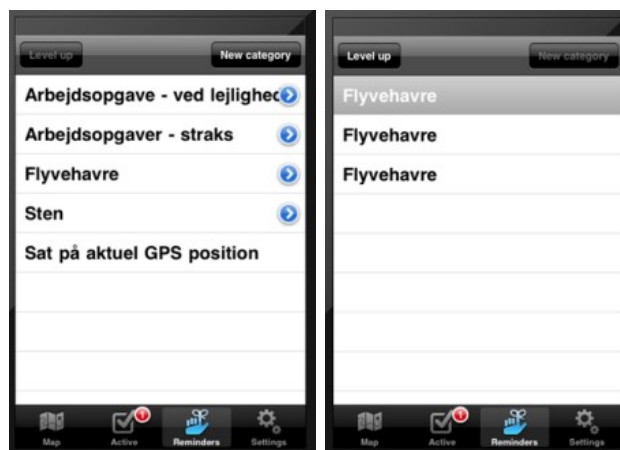 Level up New category
Arbejdsopgave - ved lejlighed
Arbejdsopgaver - straks
Flyvehavre
Sten
Sat på aktuel GPS position
1
Map Active Reminders Settings
Level up New category
Flyvehavre
Flyvehavre
Flyvehavre
1
Map Active Reminders Settings